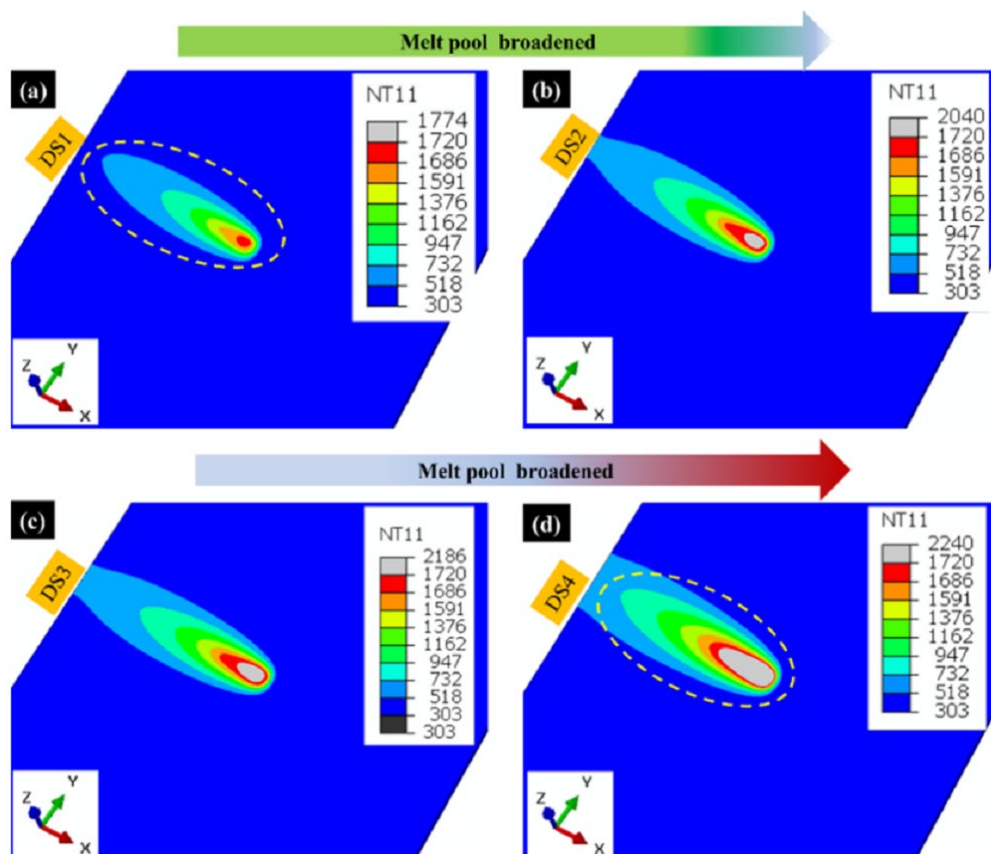 Melt pool broadened
(a)
DS1
NT11
1774
1720
1686
1591
1376
1162
947
732
518
303
Z
Y
X
(b)
DS2
NT11
2040
1720
1686
1591
1376
1162
947
732
518
303
Z
Y
X
Melt pool broadened
(c)
DS3
NT11
2186
1720
1686
1591
1376
1162
947
732
518
303
303
Z
Y
X
(d)
DS4
NT11
2240
1720
1686
1591
1376
1162
947
732
518
303
Z
Y
X